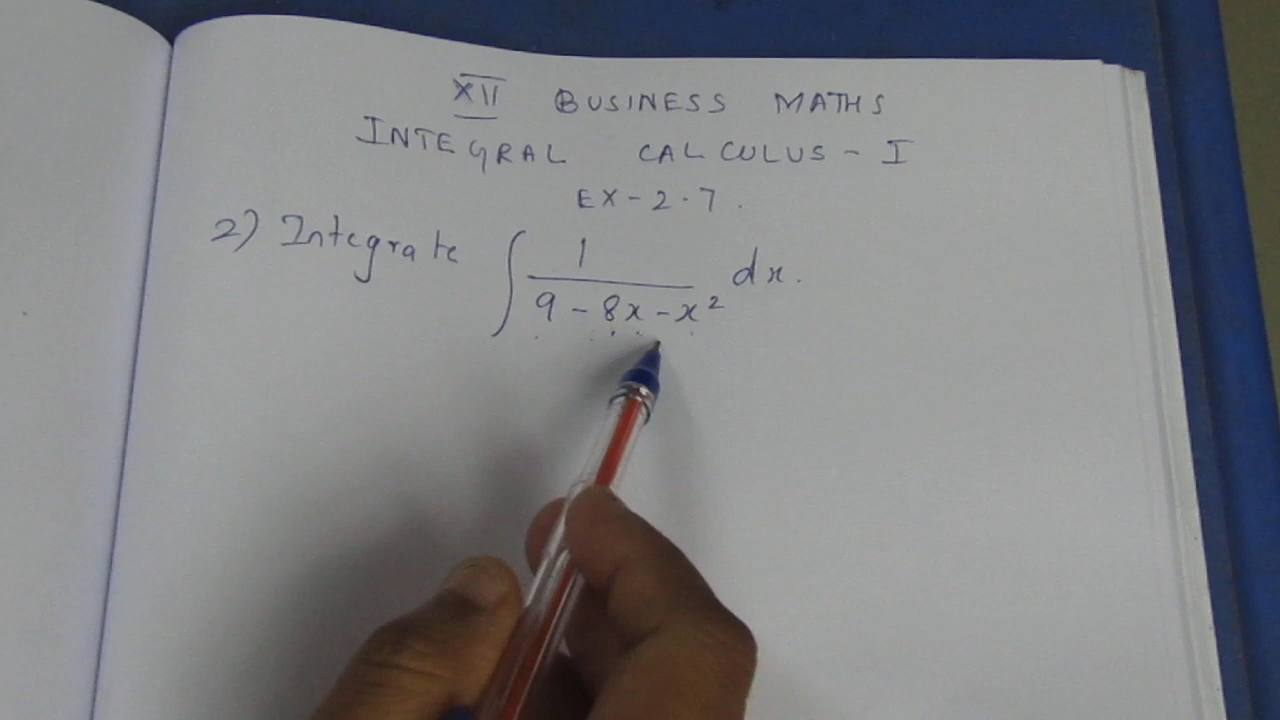 XII BUSINESS MATHS
INTEGRAL CALCULUS - I
EX - 2.7.
2) Integrate ∫ 1/(9 - 8x - x²) dx.